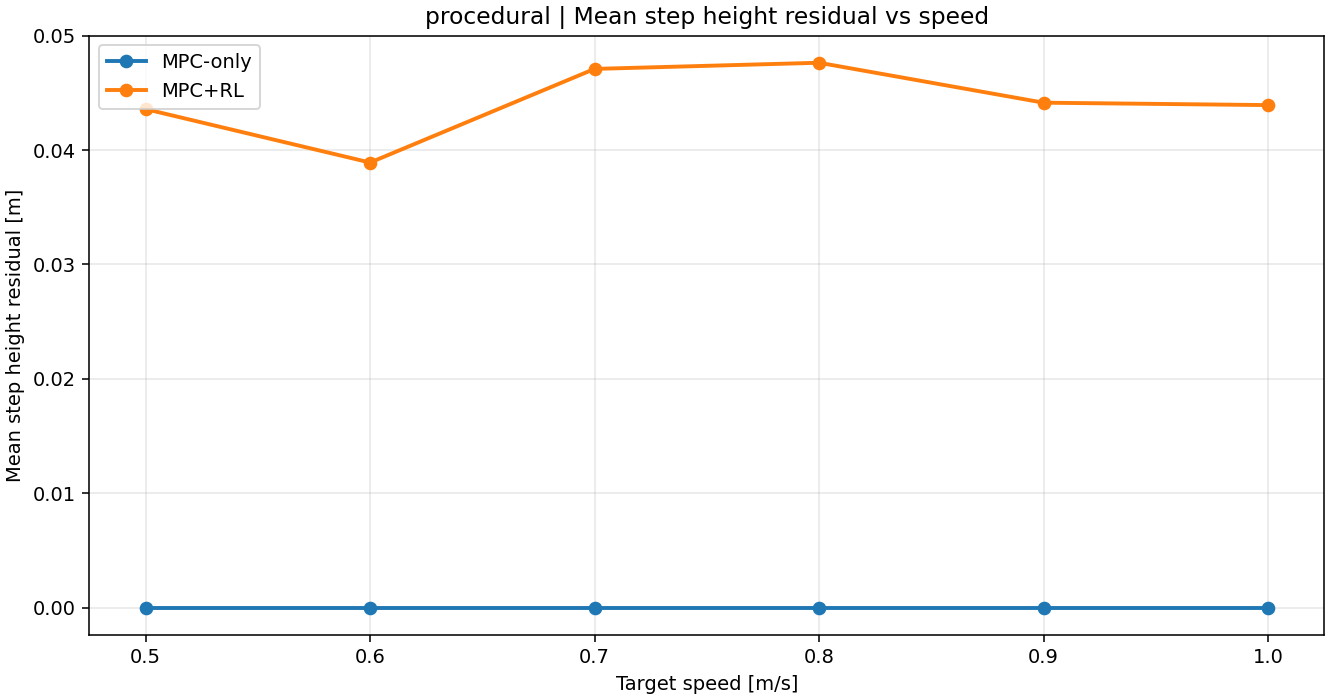 procedural | Mean step height residual vs speed
MPC-only
MPC+RL
Mean step height residual [m]
0.05
0.04
0.03
0.02
0.01
0.00
0.5 0.6 0.7 0.8 0.9 1.0
Target speed [m/s]